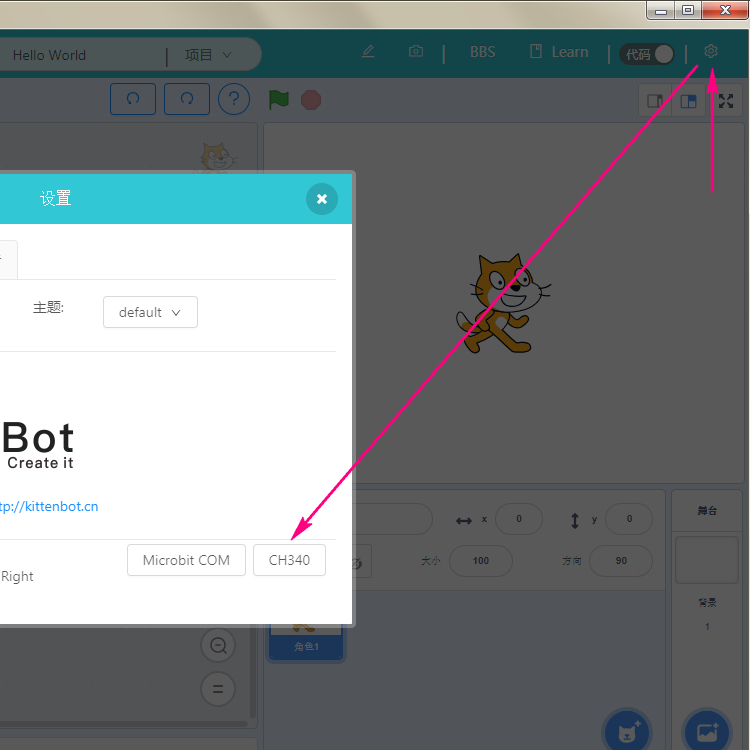 Hello World
项目
BBS
Learn
代码
设置
主题:
default
Bot
Create it
tp://kittenbot.cn
Microbit COM
CH340
Right
x
0
y
0
大小
100
方向
90
舞台
背景
1
角色1